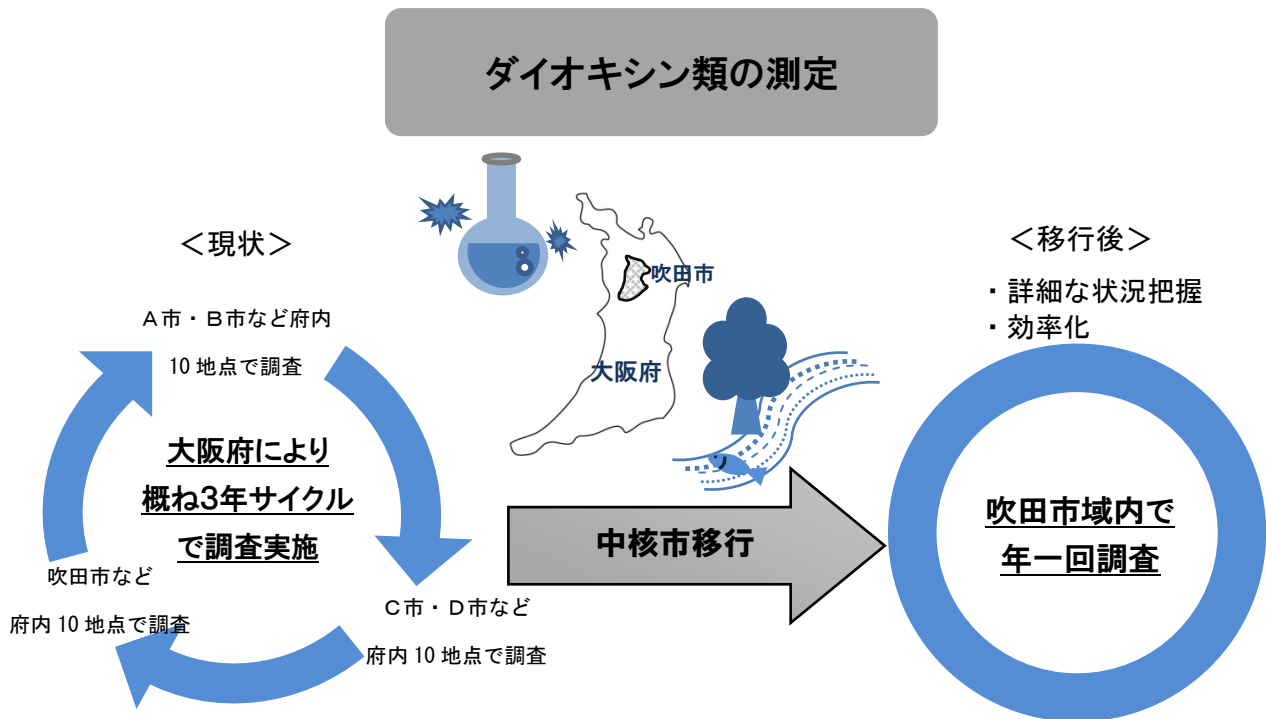 ダイオキシン類の測定
＜現状＞
A市・B市など府内
10地点で調査
大阪府により
概ね3年サイクル
で調査実施
吹田市など
府内10地点で調査
C市・D市など
府内10地点で調査
吹田市
大阪府
中核市移行
＜移行後＞
・詳細な状況把握
・効率化
吹田市域内で
年一回調査